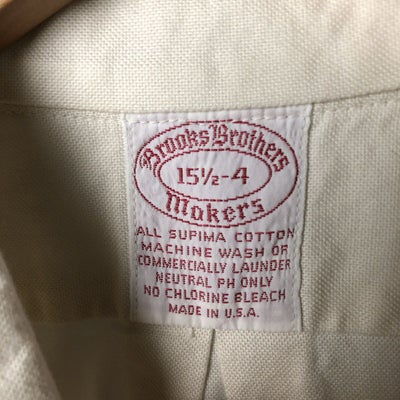 Brooks Brothers
15½-4
Makers
ALL SUPIMA COTTON
MACHINE WASH OR
COMMERCIALLY LAUNDER
NEUTRAL PH ONLY
NO CHLORINE BLEACH
MADE IN U.S.A.